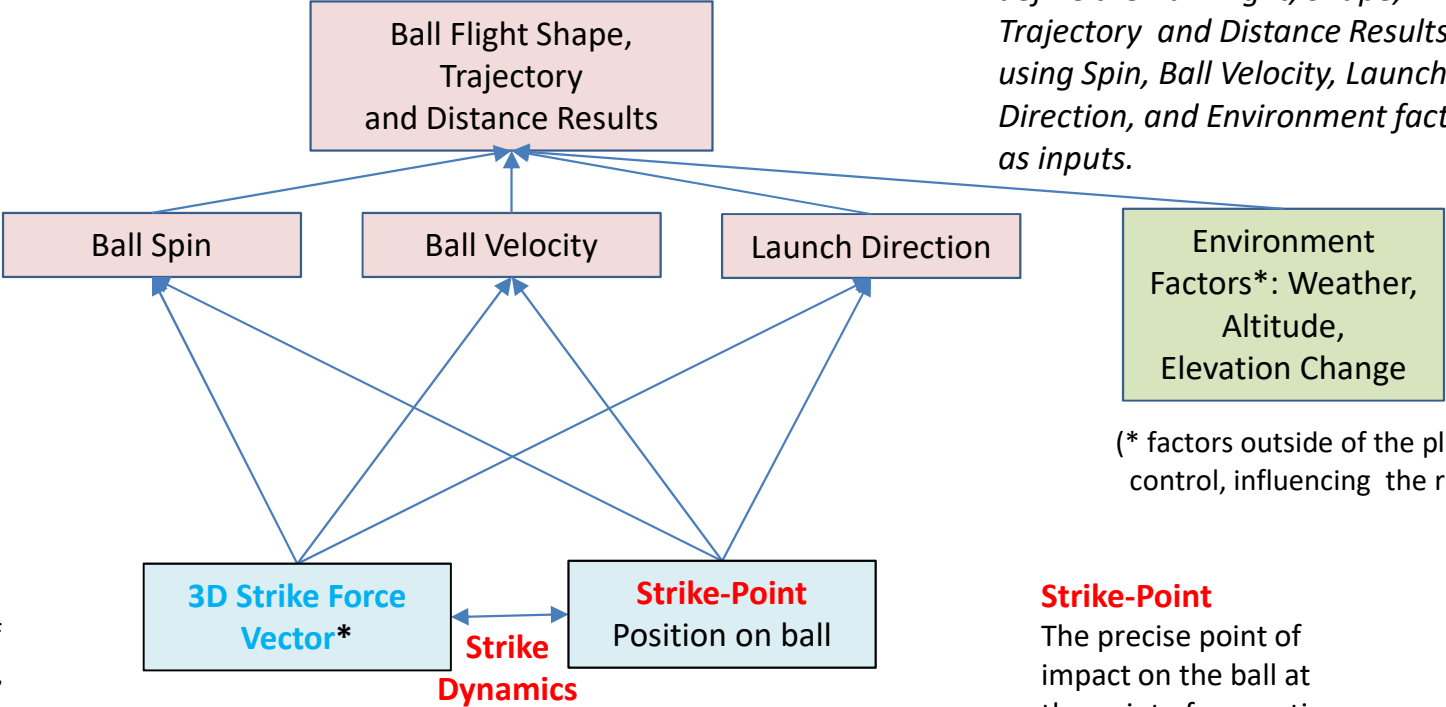 Ball Flight Shape,
Trajectory
and Distance Results
Trajectory and Distance Results
using Spin, Ball Velocity, Launch
Direction, and Environment fact
as inputs.
Ball Spin
Ball Velocity
Launch Direction
Environment
Factors*: Weather,
Altitude,
Elevation Change
(* factors outside of the pl
control, influencing the r
3D Strike Force
Vector*
Strike
Dynamics
Strike-Point
Position on ball
Strike-Point
The precise point of
impact on the ball at